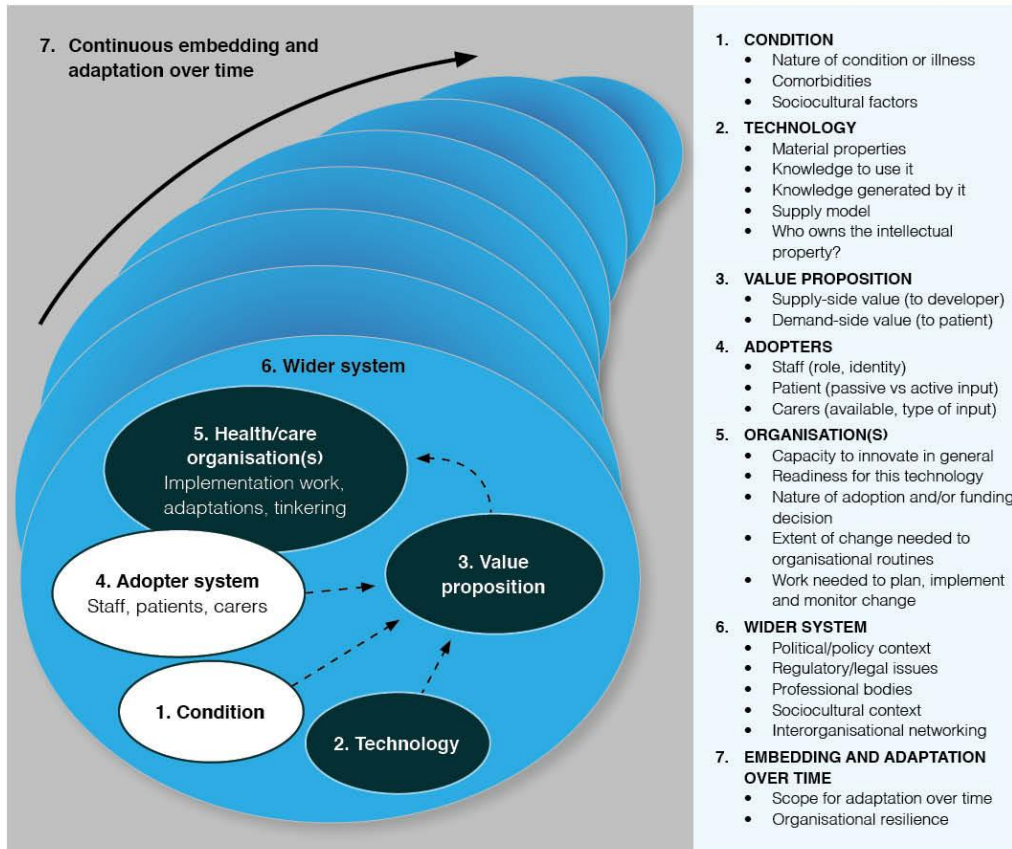 7. Continuous embedding and
adaptation over time
6. Wider system
5. Health/care
organisation(s)
Implementation work,
adaptations, tinkering
4. Adopter system
Staff, patients, carers
3. Value
proposition
1. Condition
2. Technology
1. CONDITION
• Nature of condition or illness
• Comorbidities
• Sociocultural factors
2. TECHNOLOGY
• Material properties
• Knowledge to use it
• Knowledge generated by it
• Supply model
• Who owns the intellectual
property?
3. VALUE PROPOSITION
• Supply-side value (to developer)
• Demand-side value (to patient)
4. ADOPTERS
• Staff (role, identity)
• Patient (passive vs active input)
• Carers (available, type of input)
5. ORGANISATION(S)
• Capacity to innovate in general
• Readiness for this technology
• Nature of adoption and/or funding
decision
• Extent of change needed to
organisational routines
• Work needed to plan, implement
and monitor change
6. WIDER SYSTEM
• Political/policy context
• Regulatory/legal issues
• Professional bodies
• Sociocultural context
• Interorganisational networking
7. EMBEDDING AND ADAPTATION
OVER TIME
• Scope for adaptation over time
• Organisational resilience